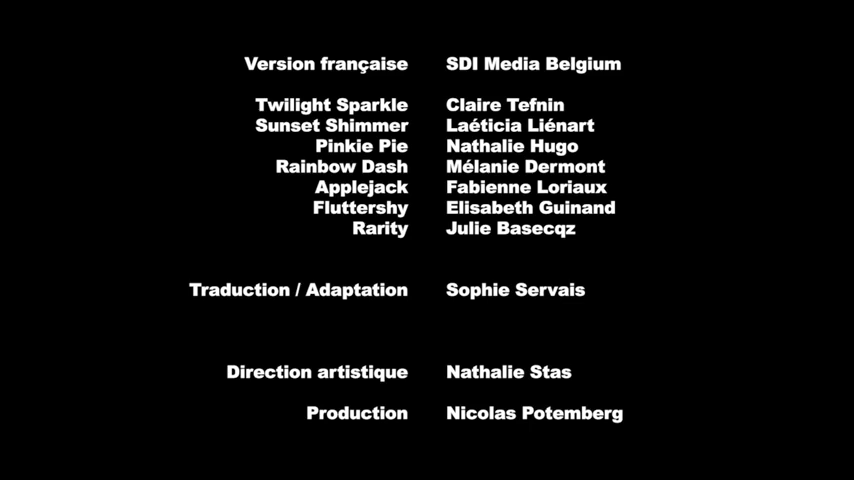 Version française SDI Media Belgium
Twilight Sparkle Claire Tefnin
Sunset Shimmer Laéticia Liénart
Pinkie Pie Nathalie Hugo
Rainbow Dash Mélanie Dermont
Applejack Fabienne Loriaux
Fluttershy Elisabeth Guinand
Rarity Julie Basecqz
Traduction / Adaptation Sophie Servais
Direction artistique Nathalie Stas
Production Nicolas Potemberg